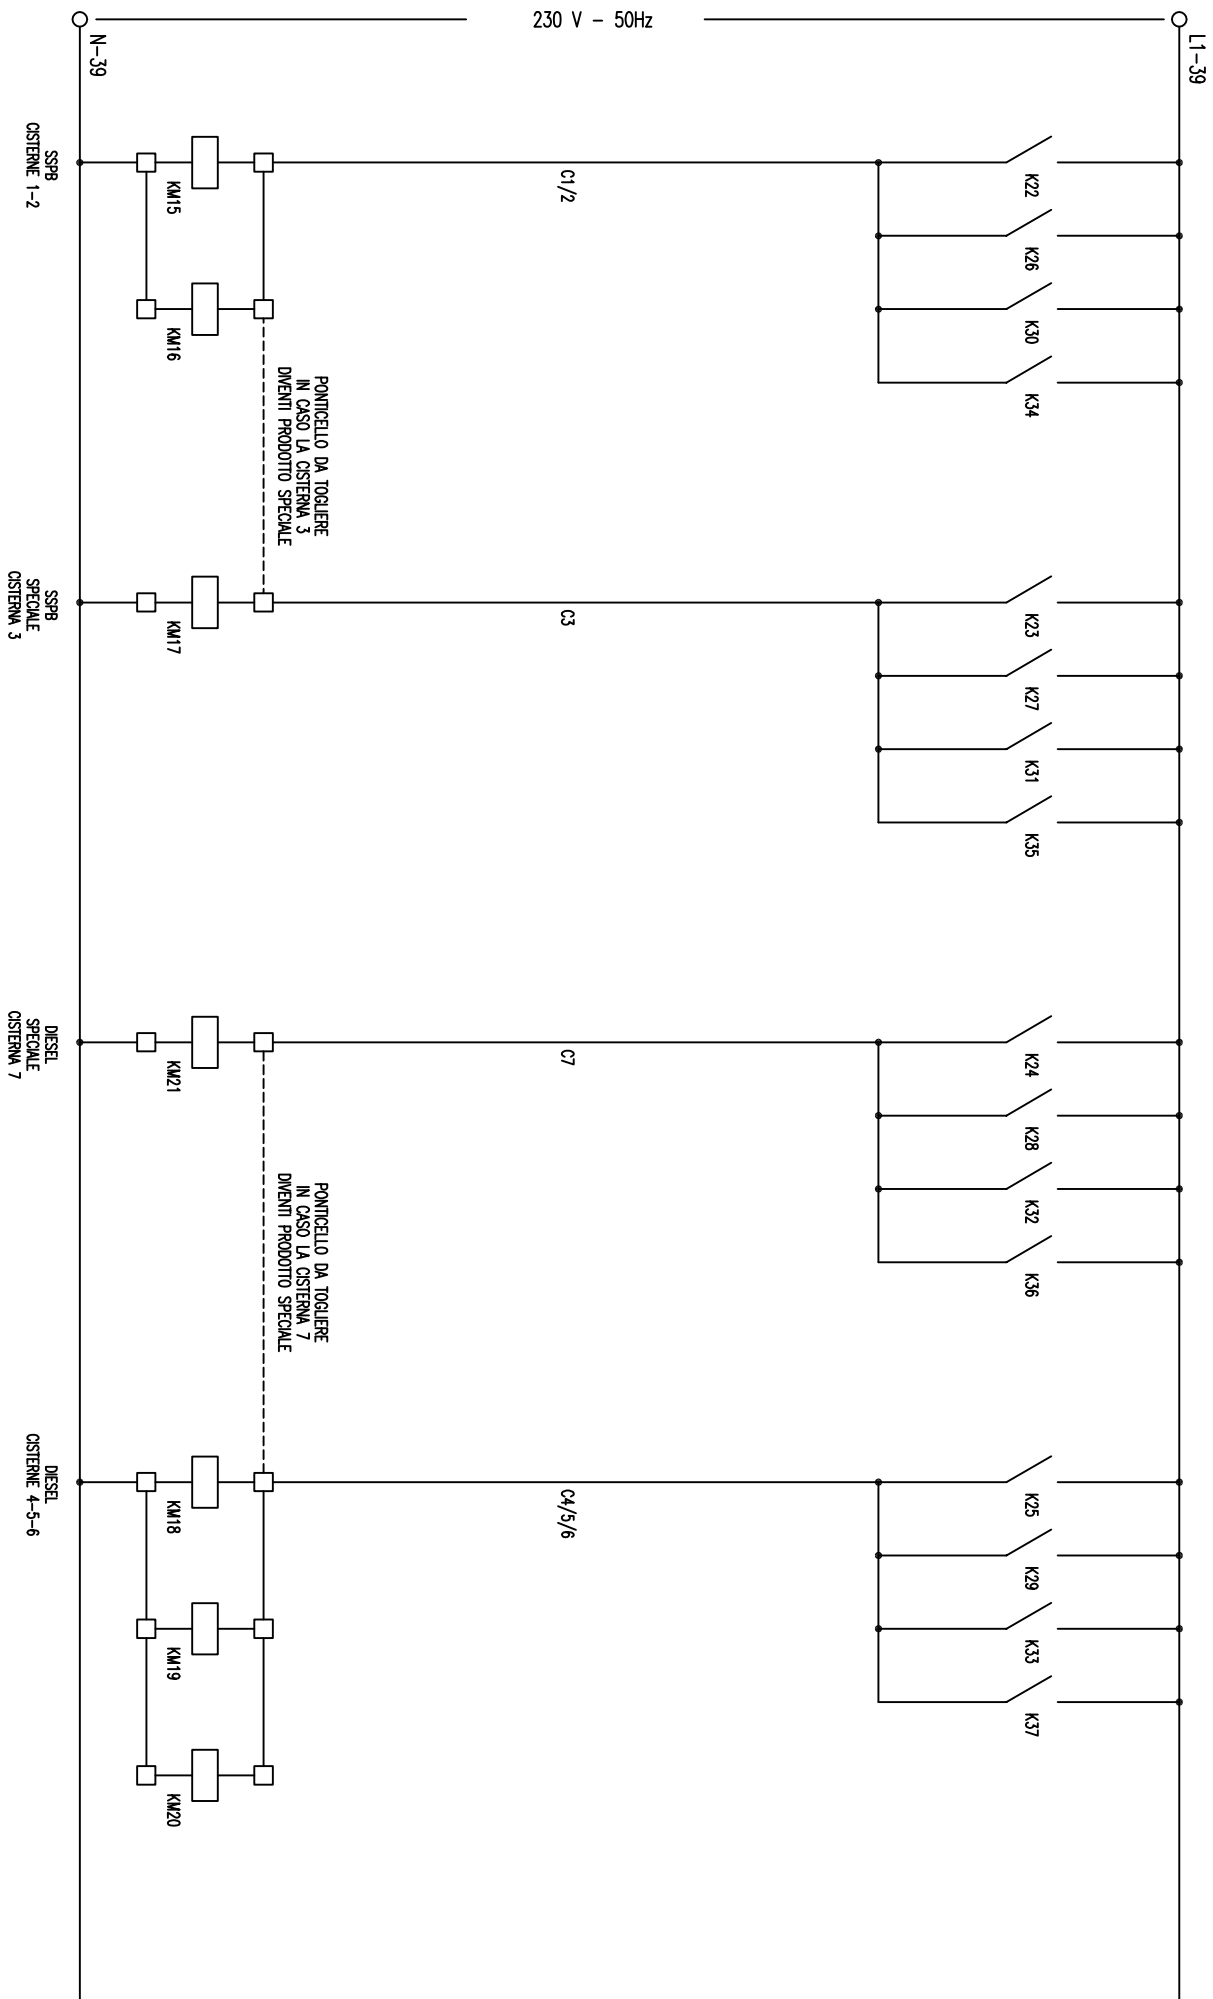 230 V - 50Hz
L1-39
N-39
K22
K26
K30
K34
K23
K27
K31
K35
K24
K28
K32
K36
K25
K29
K33
K37
C1/2
C3
C7
C4/5/6
PONTICELLO DA TOGLIERE
IN CASO LA CISTERNA 3
DIVENTI PRODOTTO SPECIALE
PONTICELLO DA TOGLIERE
IN CASO LA CISTERNA 7
DIVENTI PRODOTTO SPECIALE
KM15
KM16
KM17
KM21
KM18
KM19
KM20
SSPB
CISTERNE 1-2
SSPB
SPECIALE
CISTERNA 3
DIESEL
SPECIALE
CISTERNA 7
DIESEL
CISTERNE 4-5-6